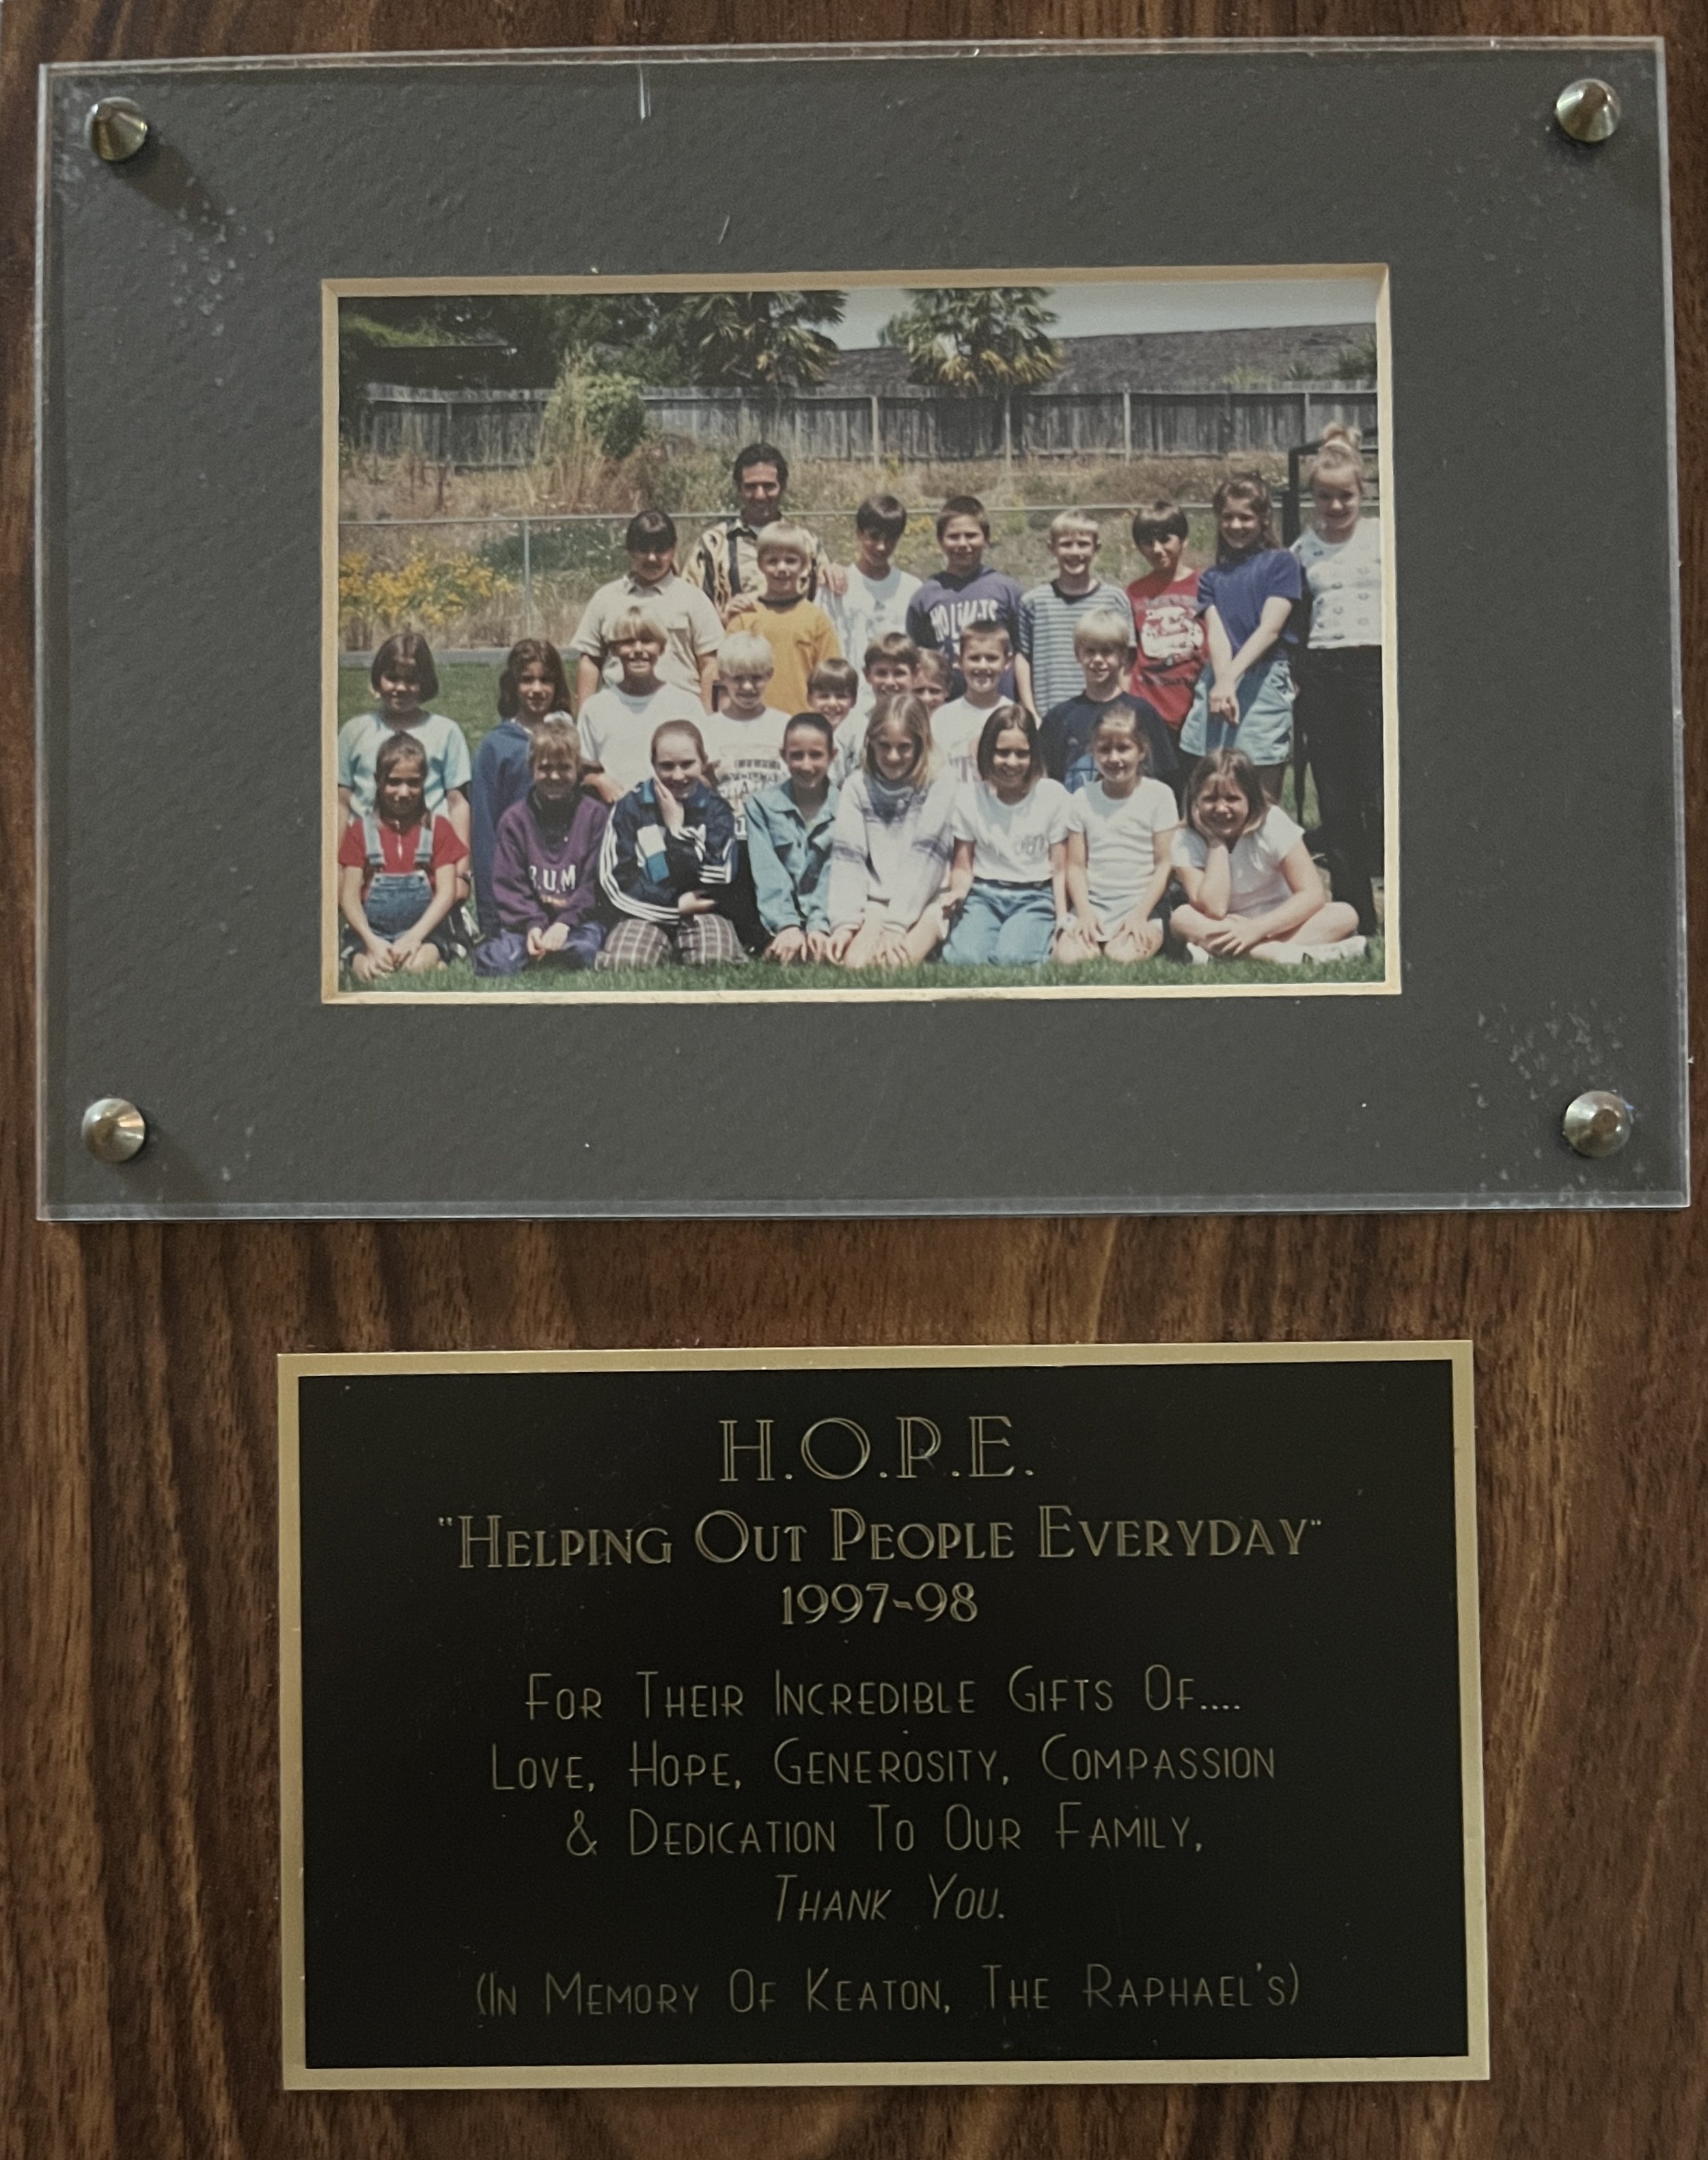 H.O.P.E.
"HELPING OUT PEOPLE EVERYDAY"
1997-98
FOR THEIR INCREDIBLE GIFTS OF....
LOVE, HOPE, GENEROSITY, COMPASSION
& DEDICATION TO OUR FAMILY,
THANK YOU.
(IN MEMORY OF KEATON, THE RAPHAEL'S)